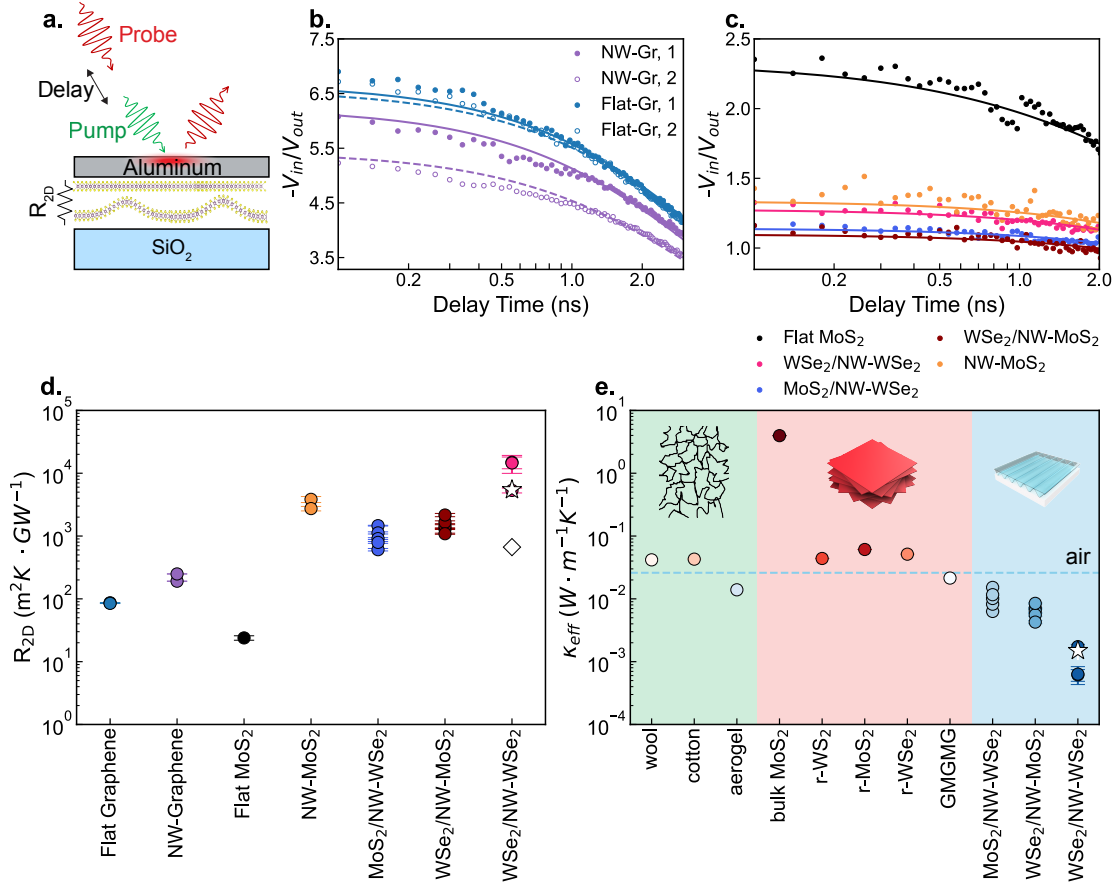 a.
Probe
Delay
Pump
Aluminum
R2D
SiO2
b.
7.5
6.5
5.5
4.5
3.5
-Vin/Vout
0.2
0.5
1.0
2.0
Delay Time (ns)
NW-Gr, 1
NW-Gr, 2
Flat-Gr, 1
Flat-Gr, 2
c.
2.5
2.0
1.5
1.0
-Vin/Vout
0.2
0.5
1.0
2.0
Delay Time (ns)
Flat MoS2
WSe2/NW-WSe2
MoS2/NW-WSe2
WSe2/NW-MoS2
NW-MoS2
d.
10^5
10^4
10^3
10^2
10^1
10^0
R2D (m^2K · GW^-1)
Flat Graphene
NW-Graphene
Flat MoS2
NW-MoS2
MoS2/NW-WSe2
WSe2/NW-MoS2
WSe2/NW-WSe2
e.
10^1
10^0
10^-1
10^-2
10^-3
10^-4
κeff (W · m^-1K^-1)
air
wool
cotton
aerogel
bulk MoS2
r-WS2
r-MoS2
r-WSe2
GMGMG
MoS2/NW-WSe2
WSe2/NW-MoS2
WSe2/NW-WSe2